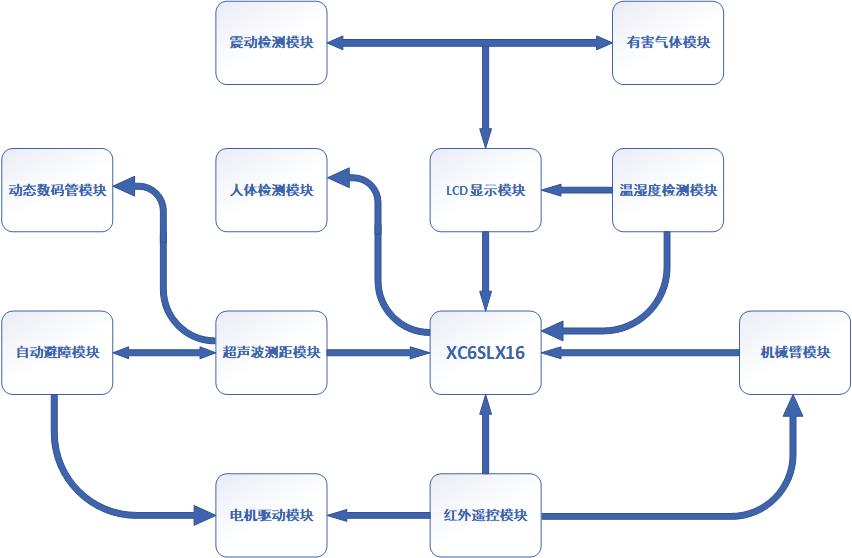 震动检测模块
有害气体模块
动态数码管模块
人体检测模块
LCD显示模块
温湿度检测模块
自动避障模块
超声波测距模块
XC6SLX16
机械臂模块
电机驱动模块
红外遥控模块